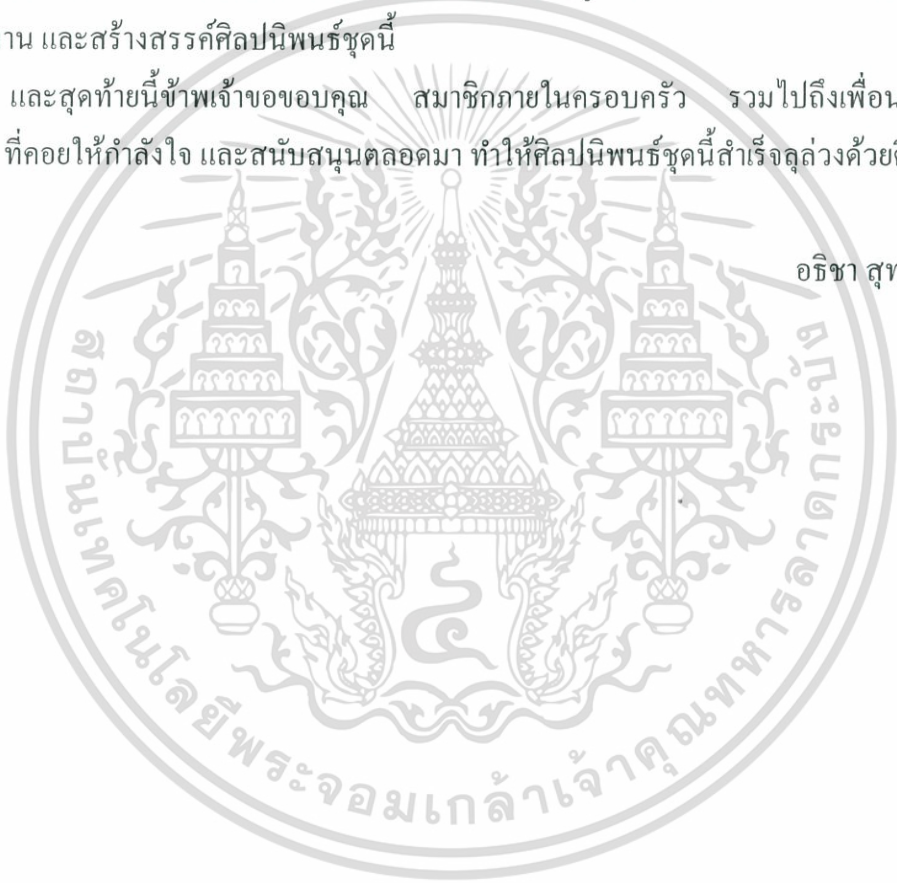 และสร้างสรรค์ศิลปนิพนธ์ชุดนี้
และสุดท้ายนี้ข้าพเจ้าขอขอบคุณ สมาชิกภายในครอบครัว รวมไปถึงเพื่อน
ที่คอยให้กำลังใจ และสนับสนุนตลอดมา ทำให้ศิลปนิพนธ์ชุดนี้สำเร็จลุล่วงด้วย
อธิชา
สถาบันเทคโนโลยีพระจอมเกล้าเจ้าคุณทหารลาดกระบัง
๔